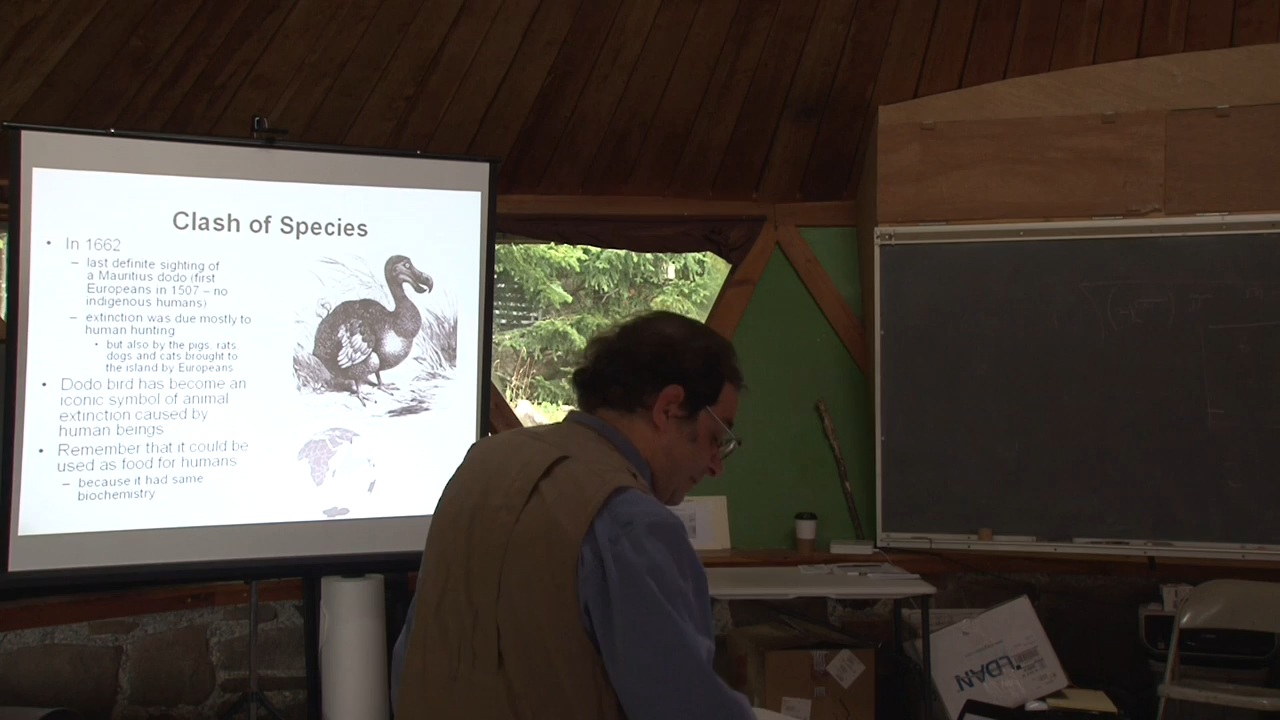 Clash of Species
• In 1662
– last definite sighting of
a Mauritius dodo (first
Europeans in 1507 – no
indigenous humans)
– extinction was due mostly to
human hunting
• but also by the pigs, rats,
dogs and cats brought to
the island by Europeans
• Dodo bird has become an
iconic symbol of animal
extinction caused by
human beings
• Remember that it could be
used as food for humans
– because it had same
biochemistry